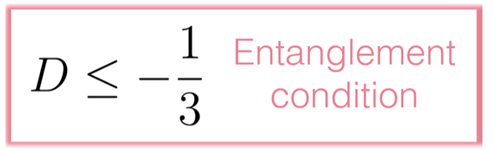 D ≤ −1/3
Entanglement
condition